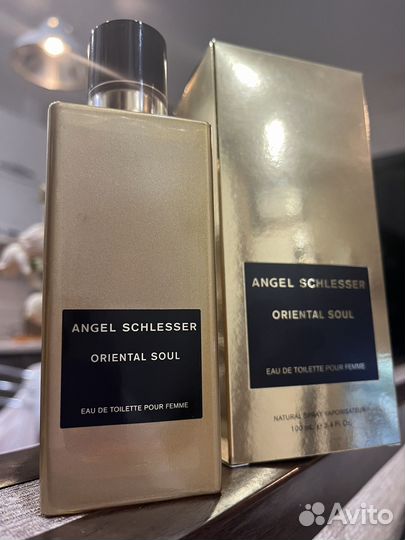 ANGEL SCHLESSER
ORIENTAL SOUL
EAU DE TOILETTE POUR FEMME
ANGEL SCHLESSER
ORIENTAL SOUL
EAU DE TOILETTE POUR FEMME
NATURAL SPRAY VAPORISATEUR
100 mL e 3.4 Fl. Oz.
Avito